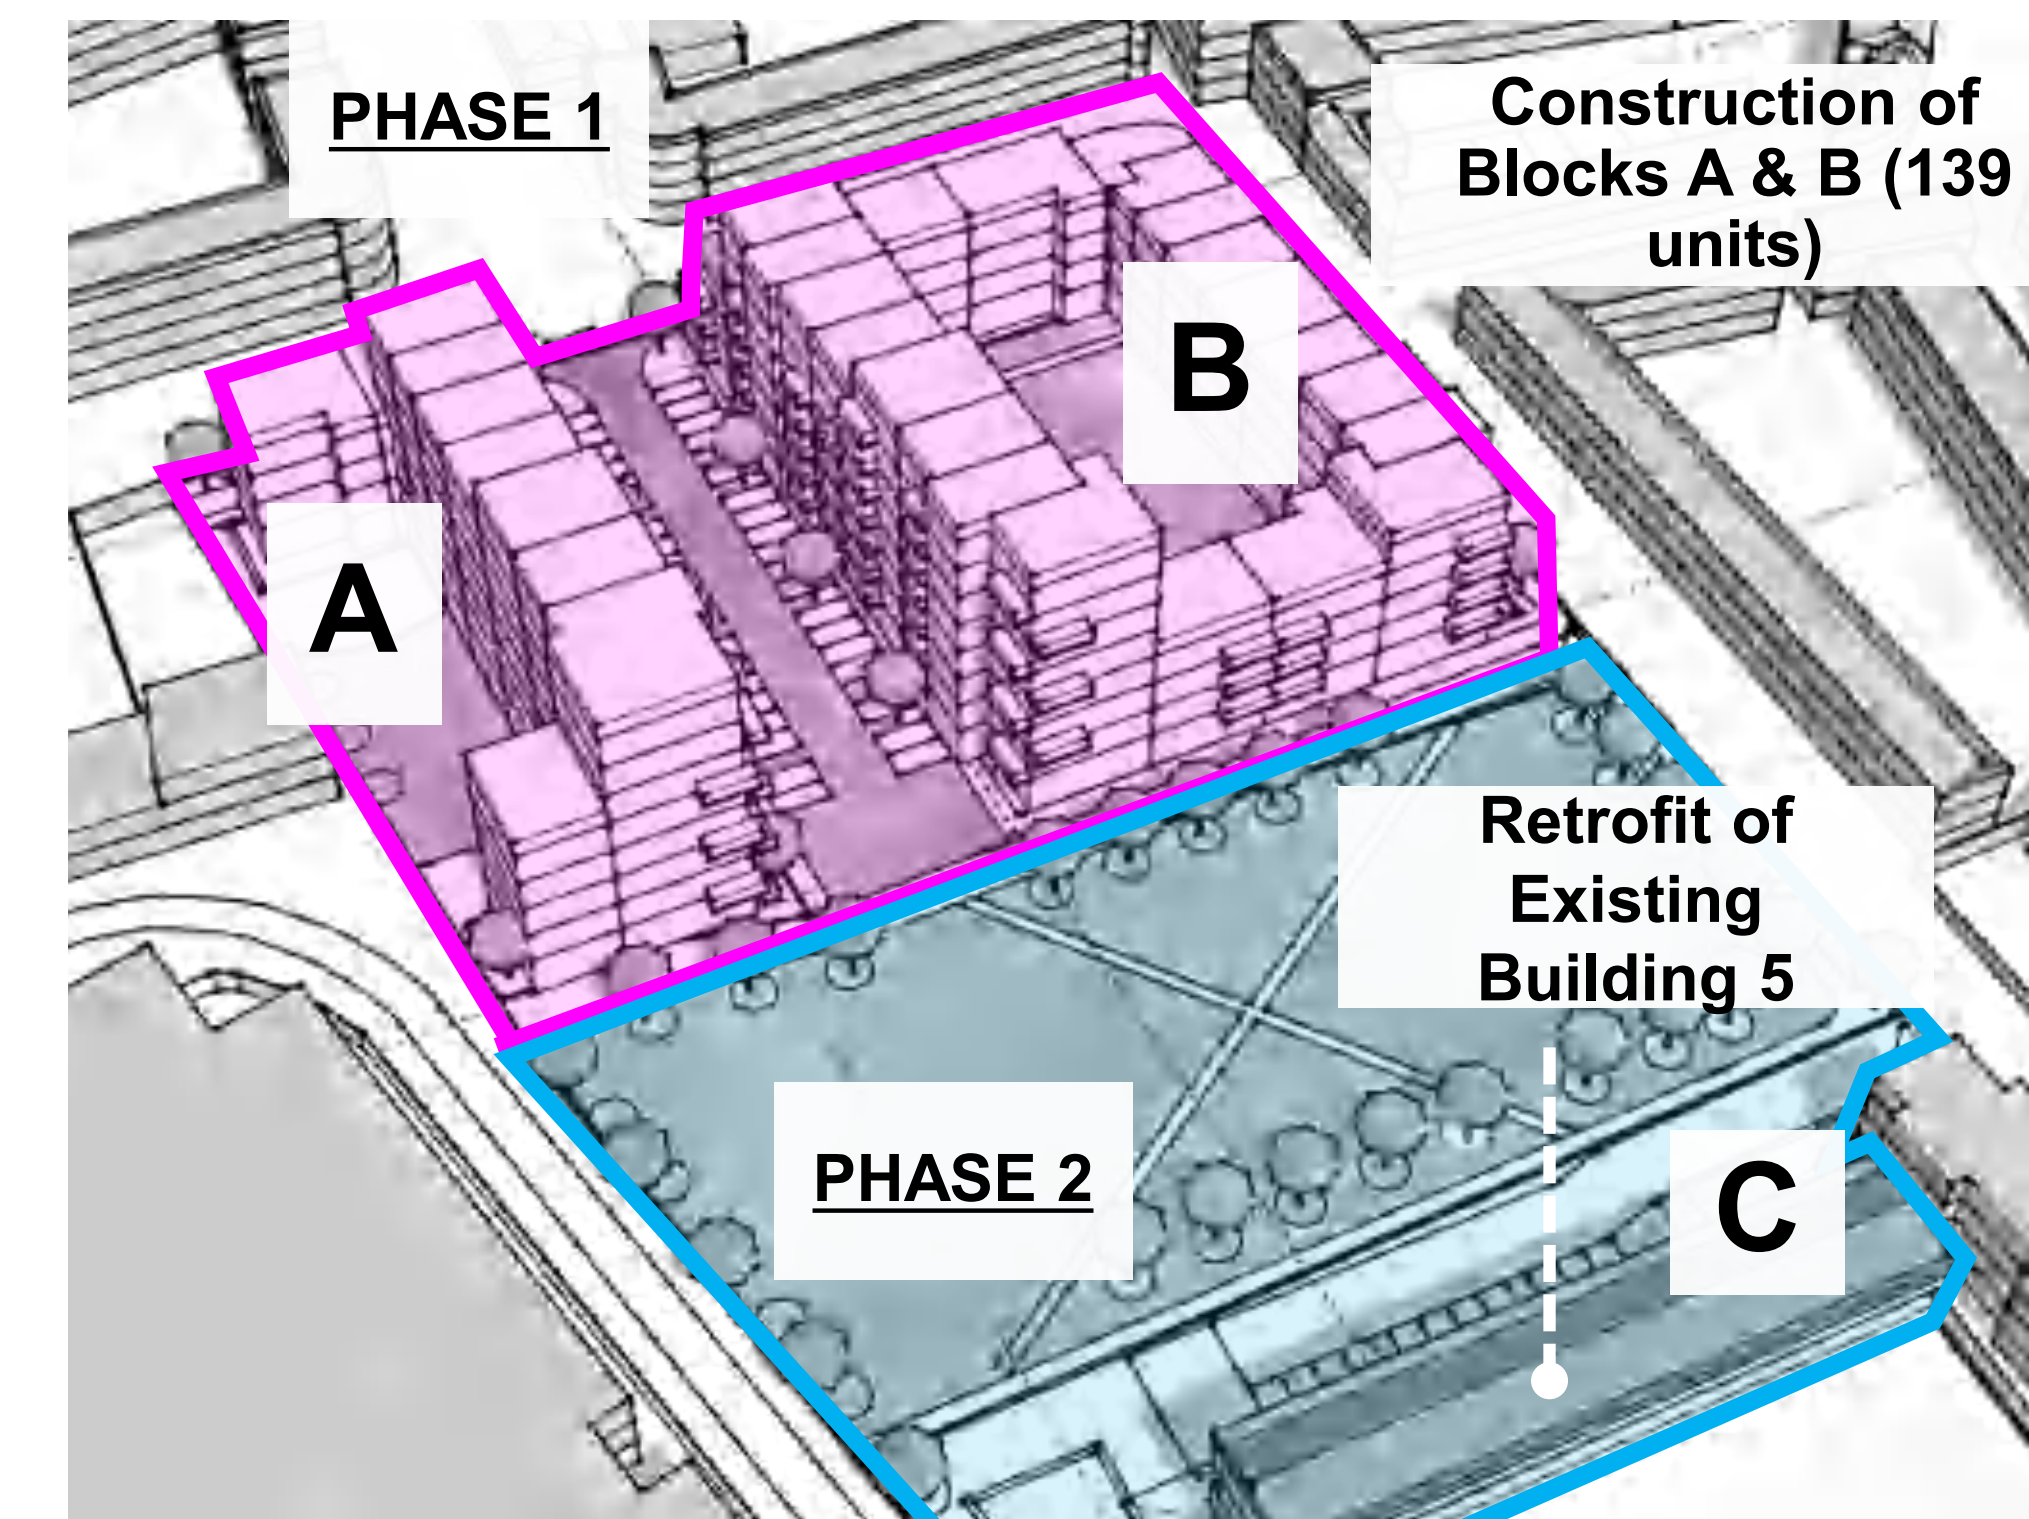 PHASE 1
Construction of
Blocks A & B (139
units)
B
A
Retrofit of
Existing
Building 5
PHASE 2
C